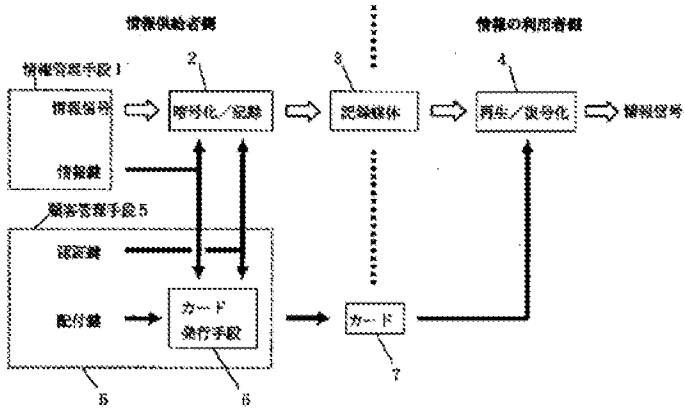 情報供給者側
情報の利用者側
情報管理手段1
2
3
4
情報信号
暗号化/記録
記録媒体
再生/復号化
情報信号
情報鍵
顧客管理手段5
認証鍵
配付鍵
カード
発行手段
カード
5
6
7